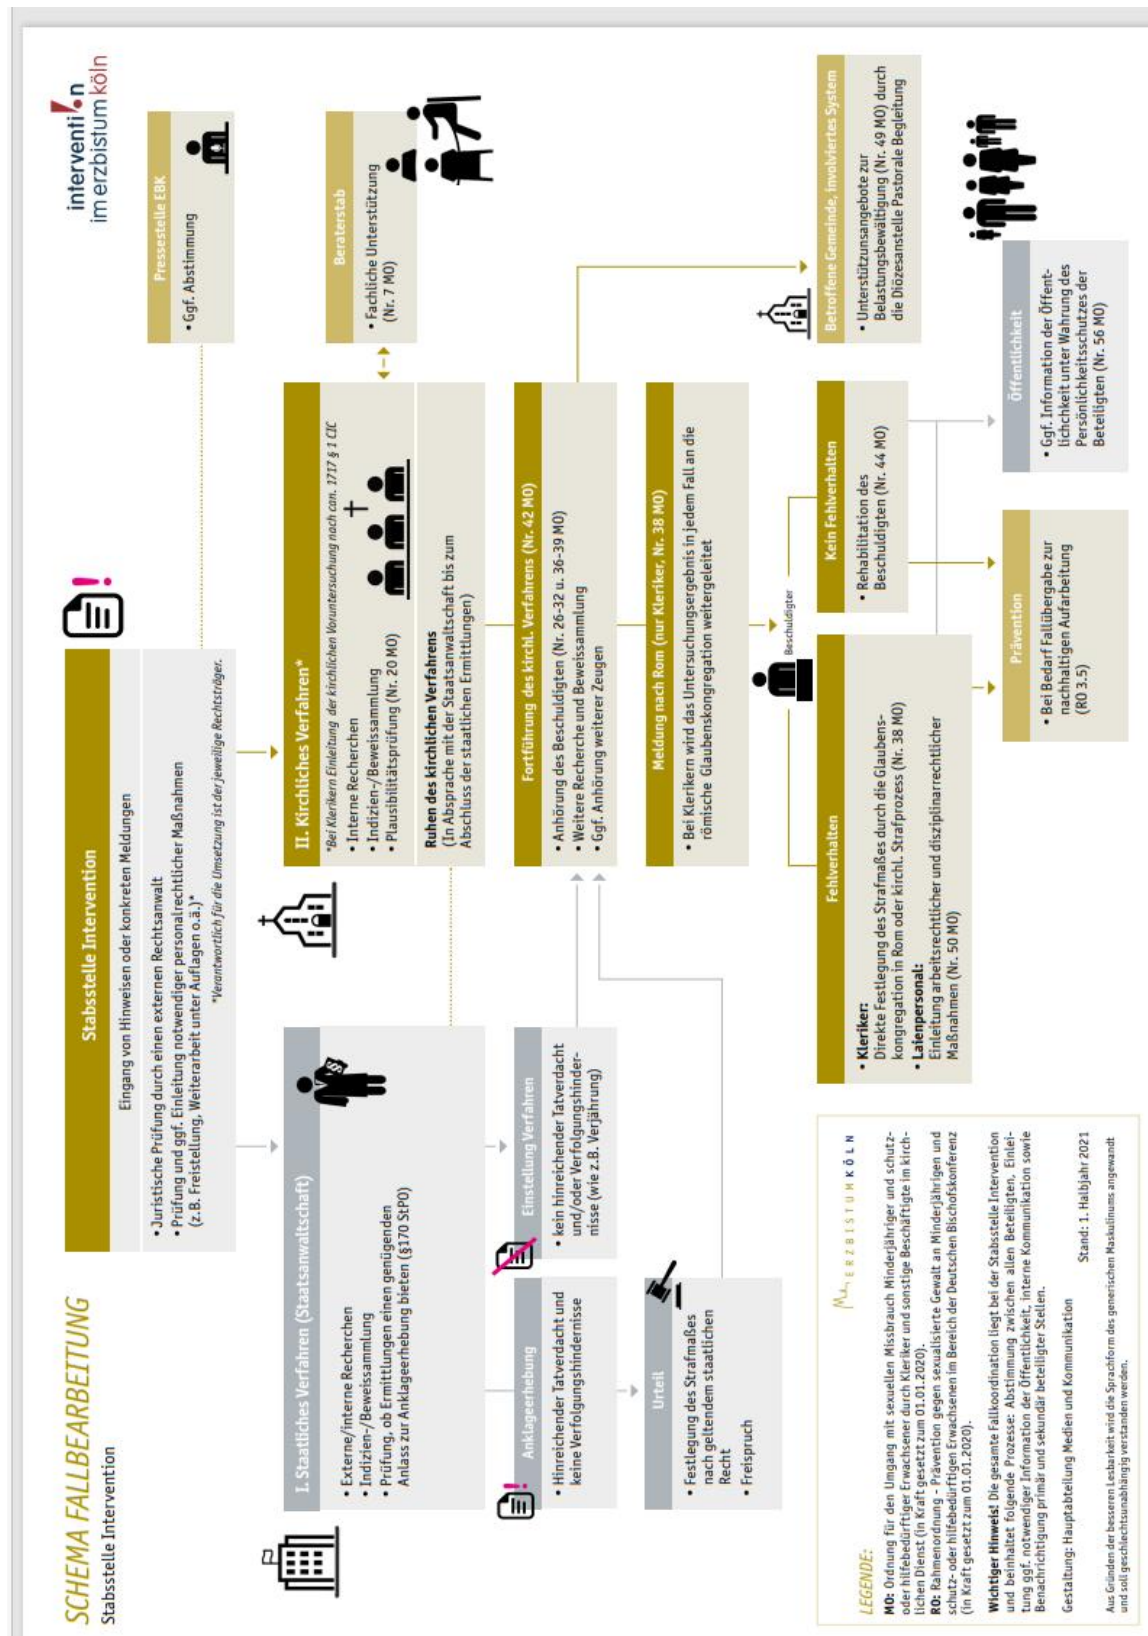 SCHEMA FALLBEARBEITUNG
Stabsstelle Intervention
interventi!on
im erzbistum köln
Stabsstelle Intervention
Eingang von Hinweisen oder konkreten Meldungen
• Juristische Prüfung durch einen externen Rechtsanwalt
• Prüfung und ggf. Einleitung notwendiger personalrechtlicher Maßnahmen
(z.B. Freistellung, Weiterarbeit unter Auflagen o.ä.)*
*Verantwortlich für die Umsetzung ist der jeweilige Rechtsträger.
Pressestelle EBK
• Ggf. Abstimmung
I. Staatliches Verfahren (Staatsanwaltschaft)
• Externe/interne Recherchen
• Indizien-/Beweissammlung
• Prüfung, ob Ermittlungen einen genügenden
Anlass zur Anklageerhebung bieten (§170 StPO)
§
II. Kirchliches Verfahren*
*Bei Klerikern Einleitung der kirchlichen Voruntersuchung nach can. 1717 § 1 CIC
• Interne Recherchen
• Indizien-/Beweissammlung
• Plausibilitätsprüfung (Nr. 20 MO)
Ruhen des kirchlichen Verfahrens
(In Absprache mit der Staatsanwaltschaft bis zum
Abschluss der staatlichen Ermittlungen)
Beraterstab
• Fachliche Unterstützung
(Nr. 7 MO)
Anklageerhebung
• Hinreichender Tatverdacht und
keine Verfolgungshindernisse
Einstellung Verfahren
• kein hinreichender Tatverdacht
und/oder Verfolgungshinder-
nisse (wie z.B. Verjährung)
Fortführung des kirchl. Verfahrens (Nr. 42 MO)
• Anhörung des Beschuldigten (Nr. 26-32 u. 36-39 MO)
• Weitere Recherche und Beweissammlung
• Ggf. Anhörung weiterer Zeugen
Urteil
• Festlegung des Strafmaßes
nach geltendem staatlichen
Recht
• Freispruch
Meldung nach Rom (nur Kleriker, Nr. 38 MO)
• Bei Klerikern wird das Untersuchungsergebnis in jedem Fall an die
römische Glaubenskongregation weitergeleitet
Beschuldigter
Fehlverhalten
• Kleriker:
Direkte Festlegung des Strafmaßes durch die Glaubens-
kongregation in Rom oder kirchl. Strafprozess (Nr. 38 MO)
• Laienpersonal:
Einleitung arbeitsrechtlicher und disziplinarrechtlicher
Maßnahmen (Nr. 50 MO)
Kein Fehlverhalten
• Rehabilitation des
Beschuldigten (Nr. 44 MO)
Betroffene Gemeinde, involviertes System
• Unterstützungsangebote zur
Belastungsbewältigung (Nr. 49 MO) durch
die Diözesanstelle Pastorale Begleitung
Prävention
• Bei Bedarf Fallübergabe zur
nachhaltigen Aufarbeitung
(RO 3.5)
Öffentlichkeit
• Ggf. Information der Öffent-
lichchkeit unter Wahrung des
Persönlichkeitsschutzes der
Beteiligten (Nr. 56 MO)
LEGENDE:
ERZBISTUM KÖLN
MO: Ordnung für den Umgang mit sexuellen Missbrauch Minderjähriger und schutz-
oder hilfebedürftiger Erwachsener durch Kleriker und sonstige Beschäftigte im kirch-
lichen Dienst (in Kraft gesetzt zum 01.01.2020).
RO: Rahmenordnung - Prävention gegen sexualisierte Gewalt an Minderjährigen und
schutz- oder hilfebedürftigen Erwachsenen im Bereich der Deutschen Bischofskonferenz
(in Kraft gesetzt zum 01.01.2020).
Wichtiger Hinweis! Die gesamte Fallkoordination liegt bei der Stabsstelle Intervention
und beinhaltet folgende Prozesse: Abstimmung zwischen allen Beteiligten, Einlei-
tung ggf. notwendiger Information der Öffentlichkeit, interne Kommunikation sowie
Benachrichtigung primär und sekundär beteiligter Stellen.
Gestaltung: Hauptabteilung Medien und Kommunikation
Stand: 1. Halbjahr 2021
Aus Gründen der besseren Lesbarkeit wird die Sprachform des generischen Maskulinums angewandt
und soll geschlechtsunabhängig verstanden werden.